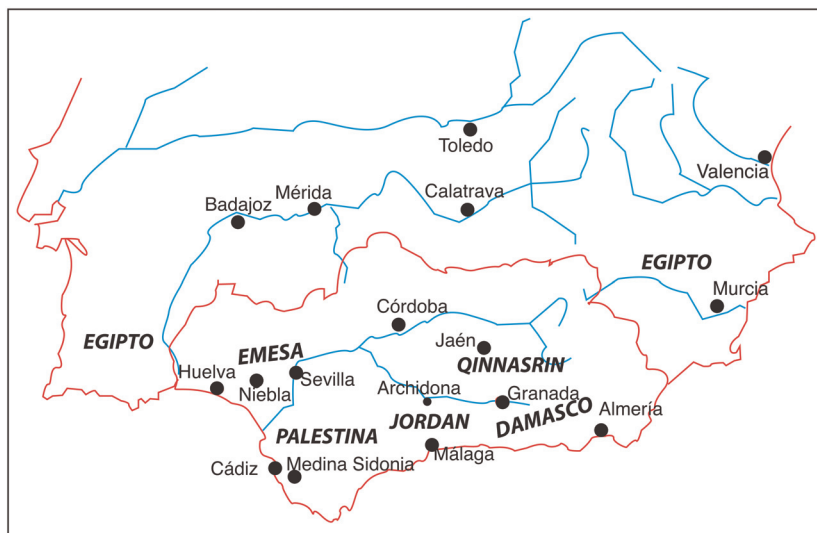 Toledo
Valencia
Mérida
Calatrava
Badajoz
EGIPTO
Murcia
Córdoba
EGIPTO
Jaén
EMESA
QINNASRIN
Huelva
Sevilla
Niebla
Archidona
Granada
DAMASCO
Almería
JORDAN
PALESTINA
Málaga
Cádiz
Medina Sidonia